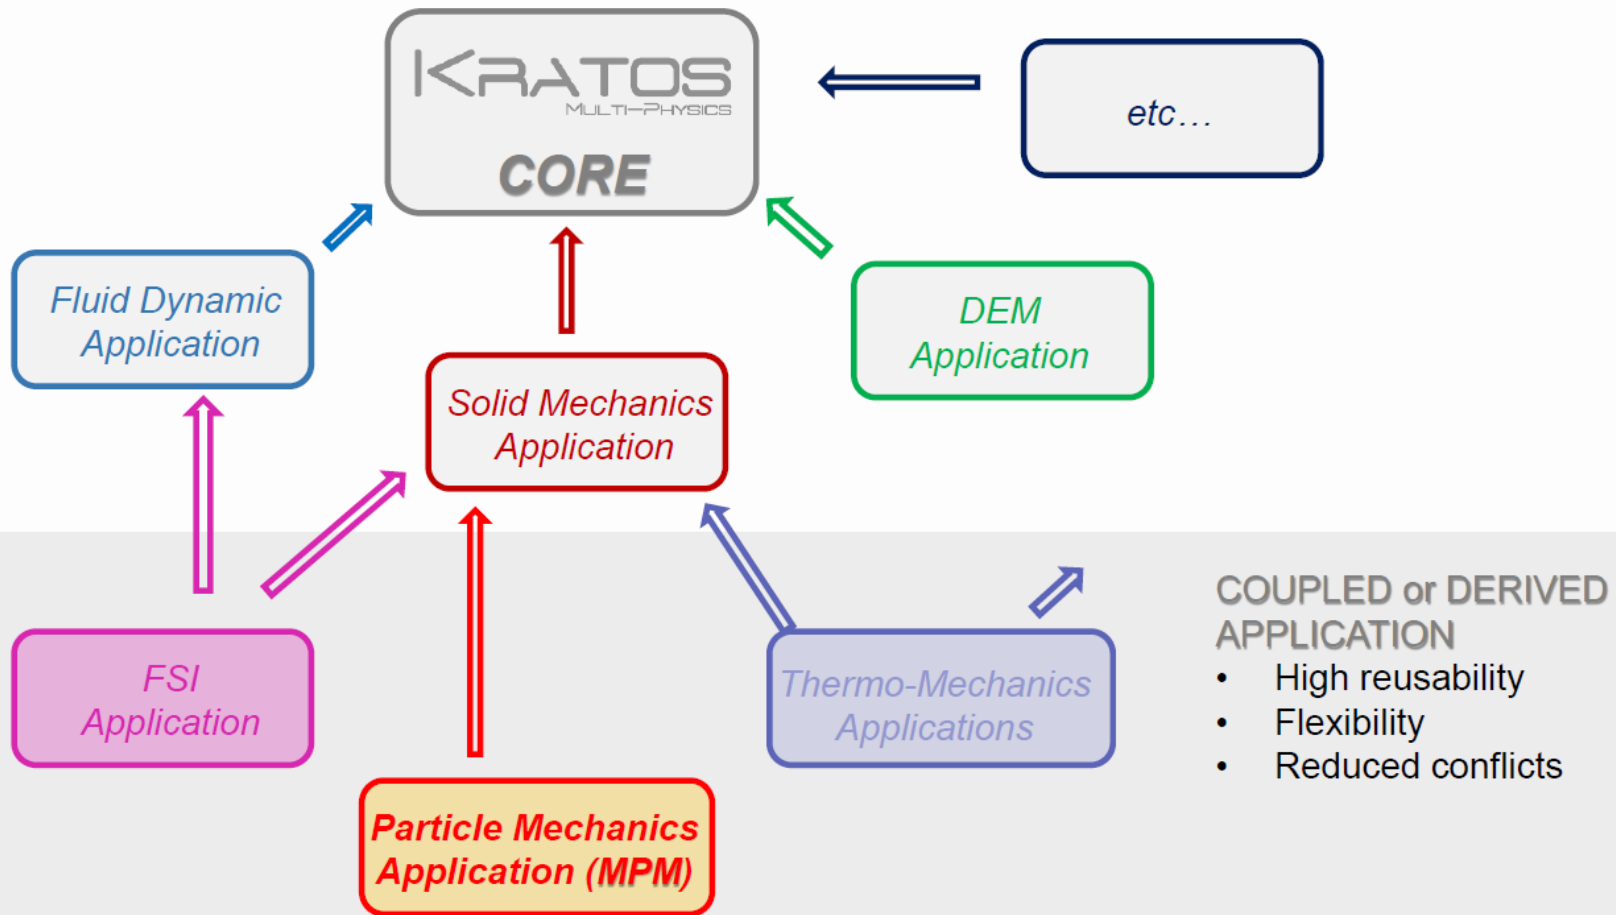 KRATOS
MULTI-PHYSICS
CORE
etc...
Fluid Dynamic
Application
DEM
Application
Solid Mechanics
Application
FSI
Application
Thermo-Mechanics
Applications
Particle Mechanics
Application (MPM)
COUPLED or DERIVED
APPLICATION
• High reusability
• Flexibility
• Reduced conflicts